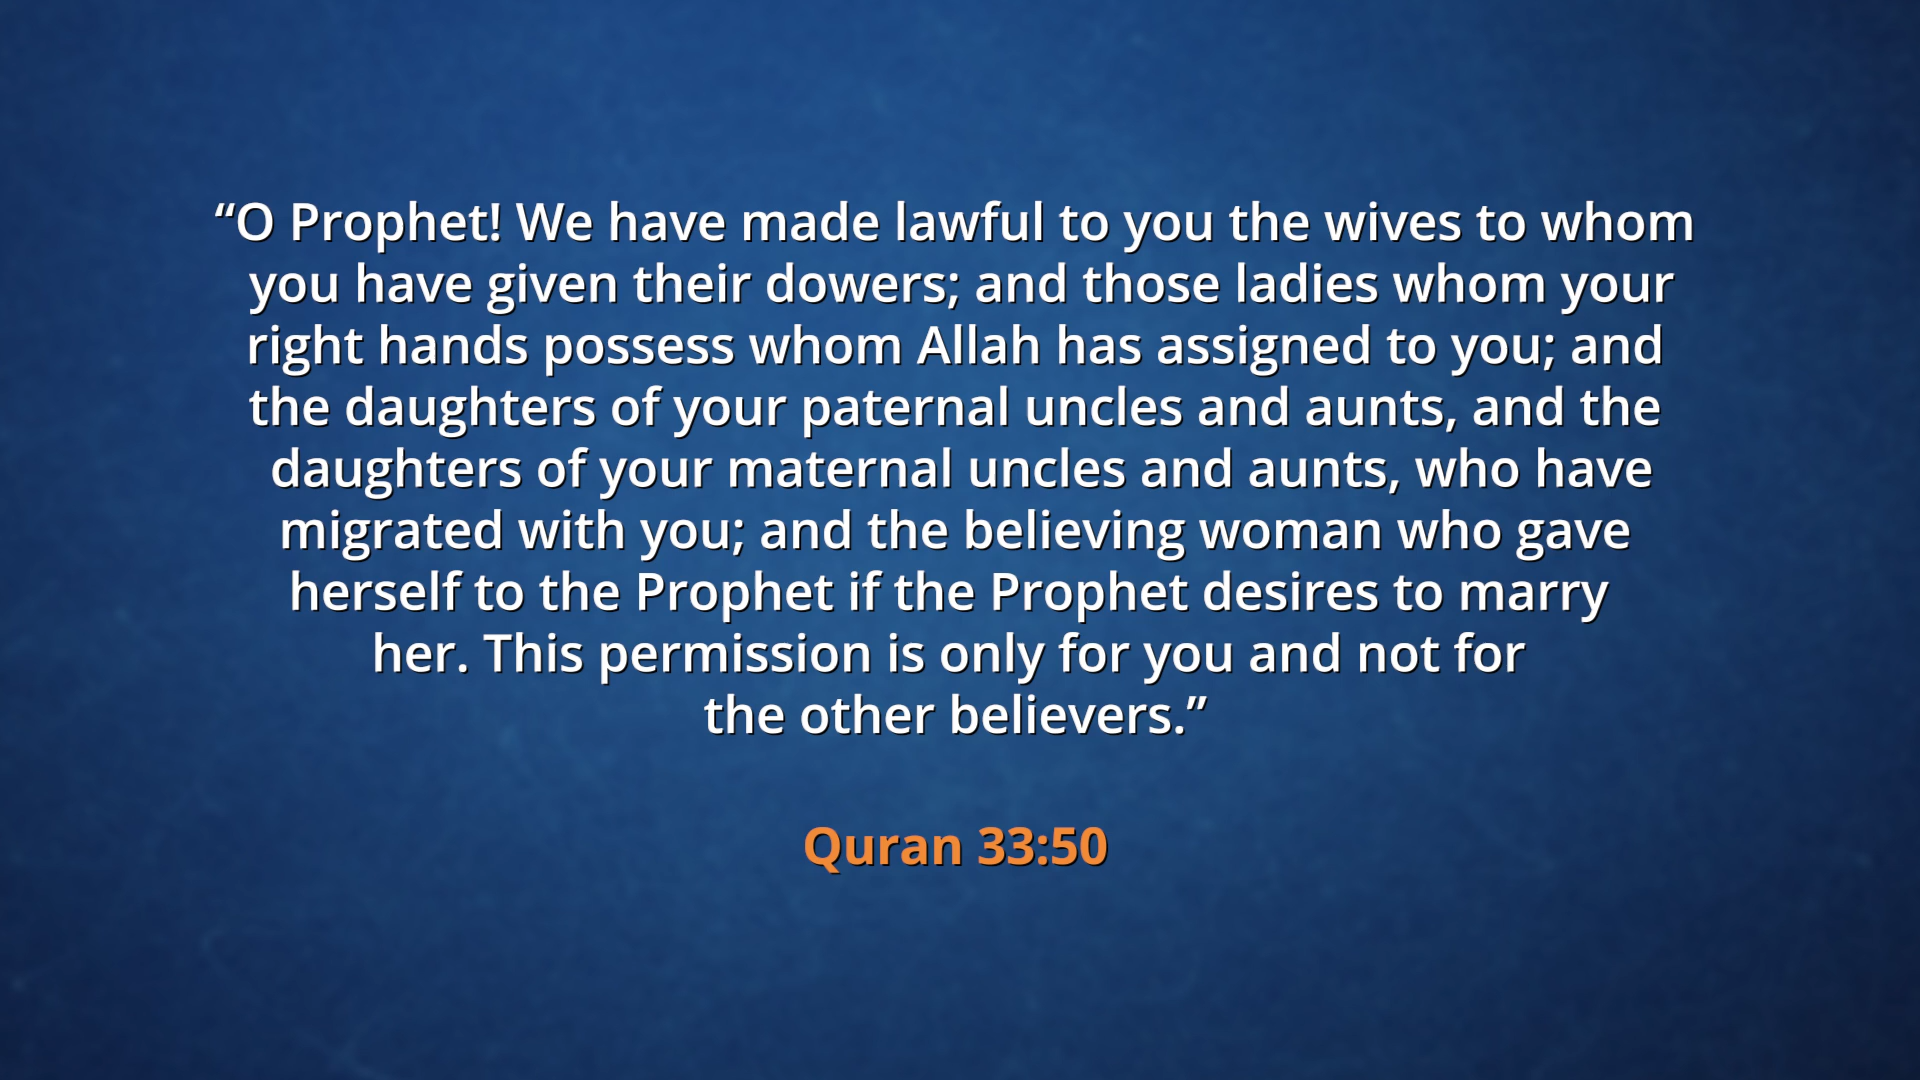 “O Prophet! We have made lawful to you the wives to whom
you have given their dowers; and those ladies whom your
right hands possess whom Allah has assigned to you; and
the daughters of your paternal uncles and aunts, and the
daughters of your maternal uncles and aunts, who have
migrated with you; and the believing woman who gave
herself to the Prophet if the Prophet desires to marry
her. This permission is only for you and not for
the other believers.”
Quran 33:50